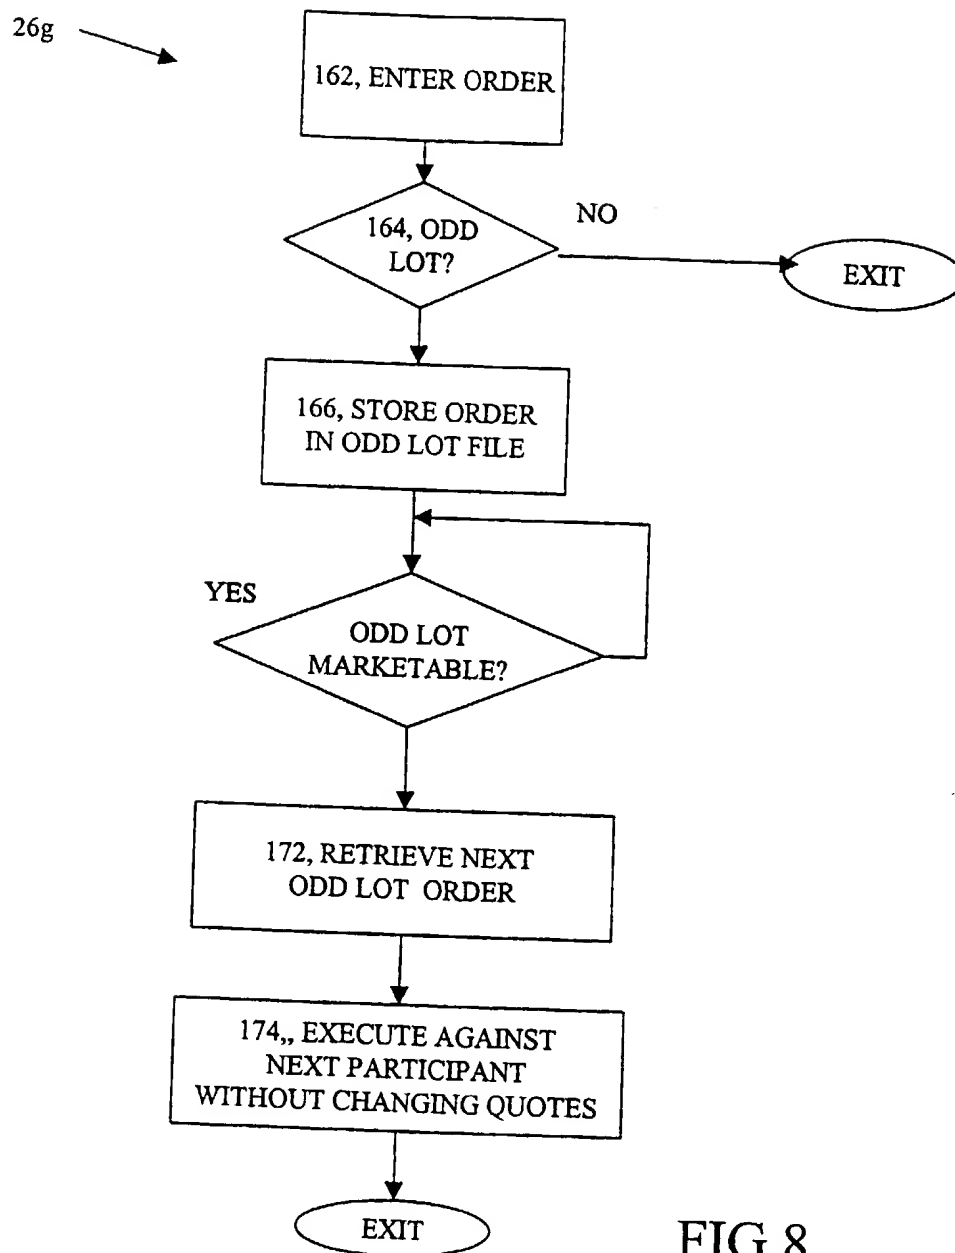 26g
162, ENTER ORDER
164, ODD
LOT?
NO
EXIT
166, STORE ORDER
IN ODD LOT FILE
YES
ODD LOT
MARKETABLE?
172, RETRIEVE NEXT
ODD LOT ORDER
174,, EXECUTE AGAINST
NEXT PARTICIPANT
WITHOUT CHANGING QUOTES
EXIT
FIG 8